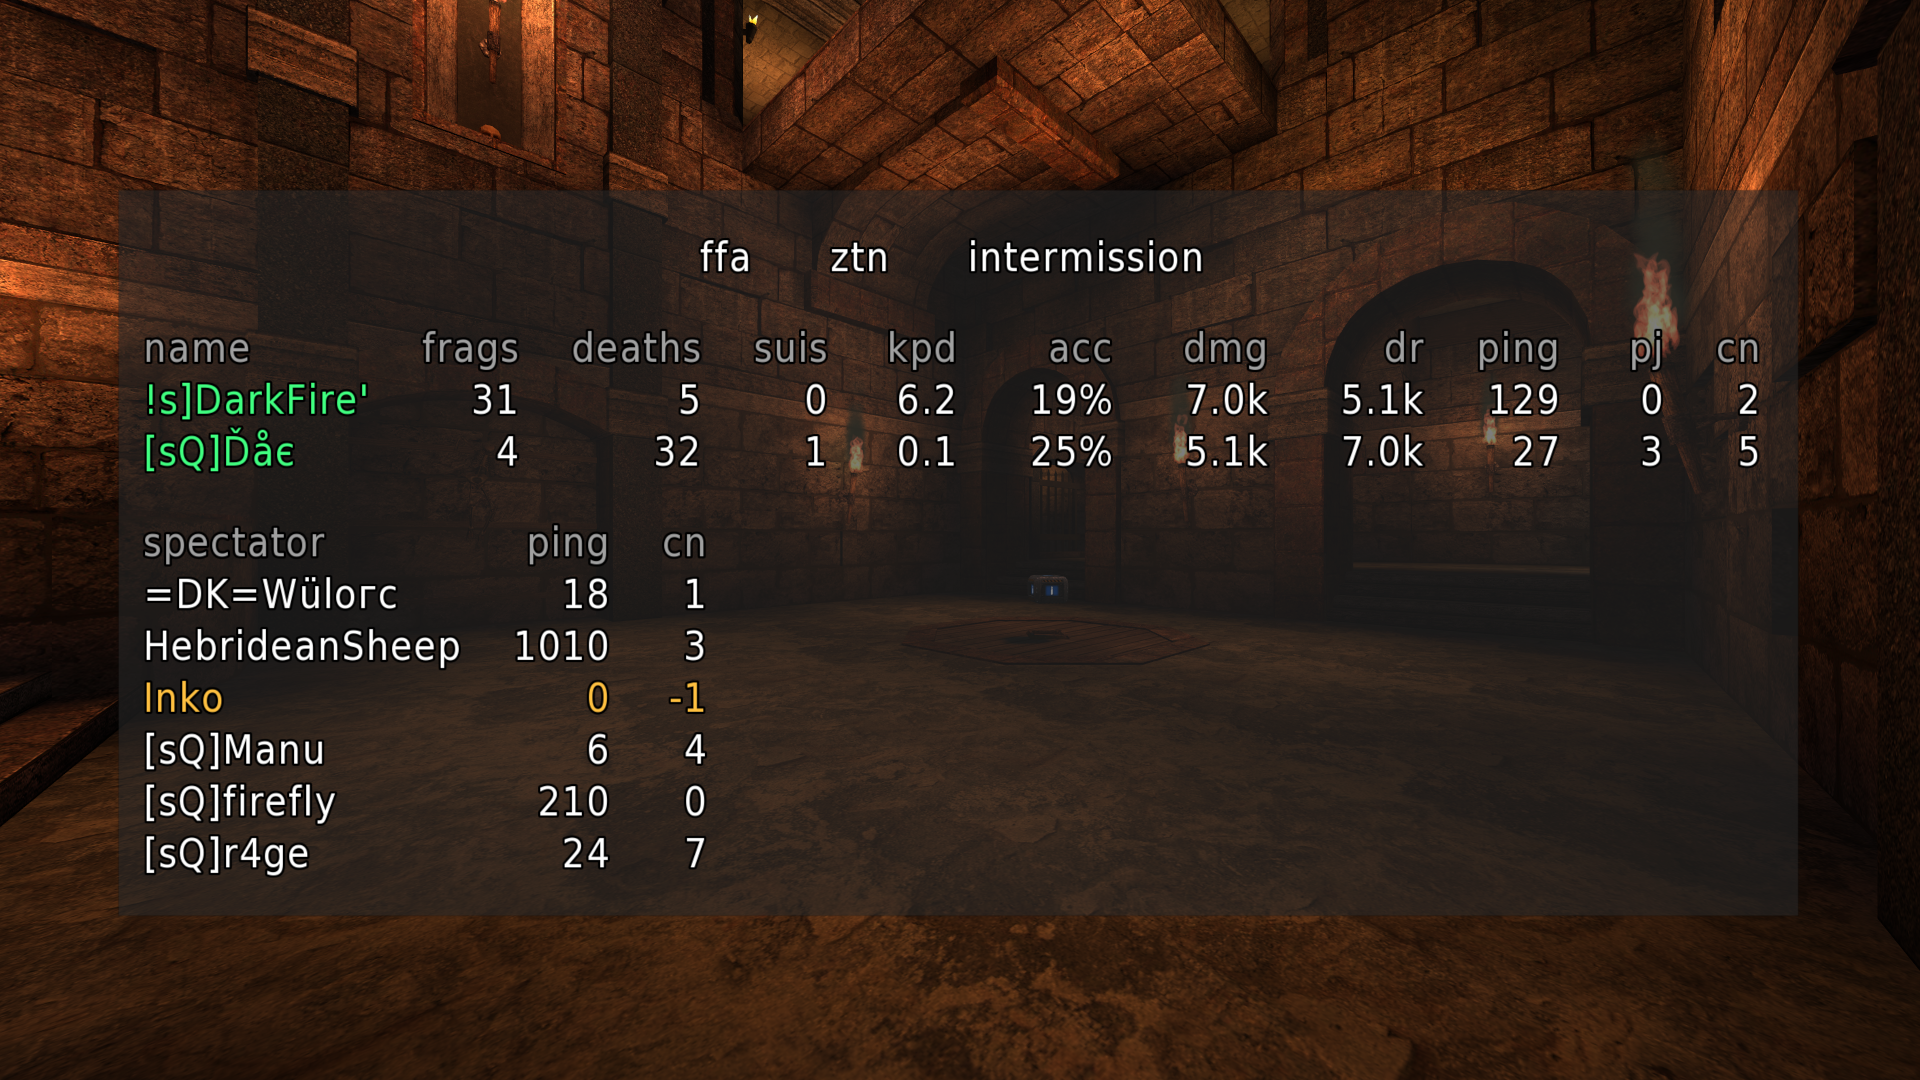 ffa ztn intermission
name frags deaths suis kpd acc dmg dr ping pj cn
!s]DarkFire' 31 5 0 6.2 19% 7.0k 5.1k 129 0 2
[sQ]Ďåє 4 32 1 0.1 25% 5.1k 7.0k 27 3 5
spectator ping cn
=DK=Wülorc 18 1
HebrideanSheep 1010 3
Inko 0 -1
[sQ]Manu 6 4
[sQ]firefly 210 0
[sQ]r4ge 24 7